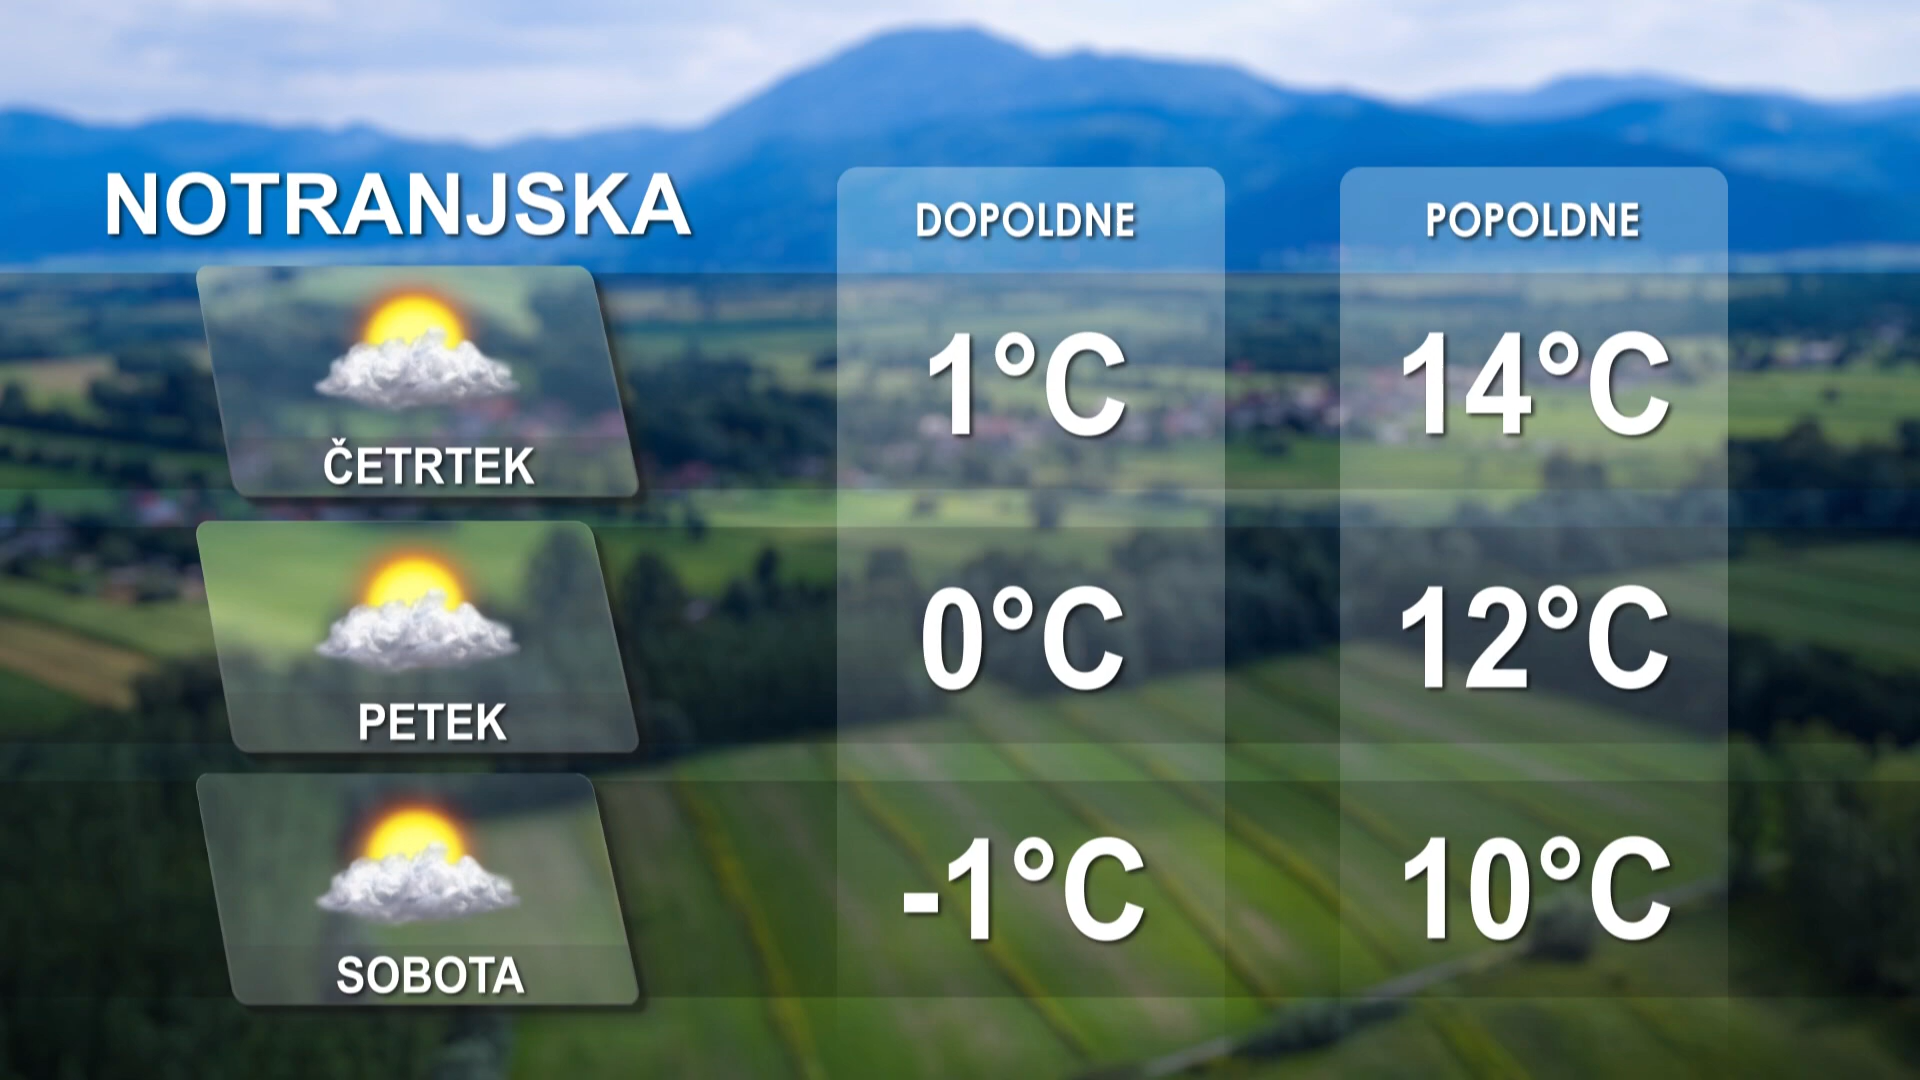 NOTRANJSKA
DOPOLDNE
POPOLDNE
ČETRTEK
1°C
14°C
PETEK
0°C
12°C
SOBOTA
-1°C
10°C